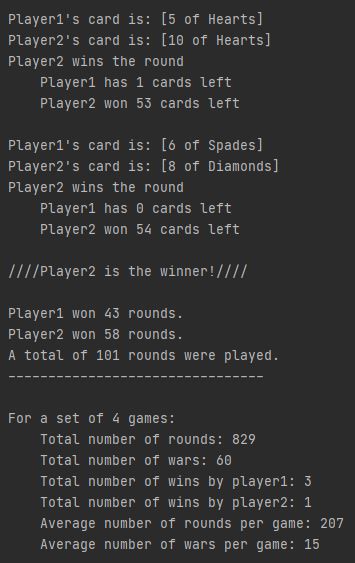 Player1's card is: [5 of Hearts]
Player2's card is: [10 of Hearts]
Player2 wins the round
    Player1 has 1 cards left
    Player2 won 53 cards left

Player1's card is: [6 of Spades]
Player2's card is: [8 of Diamonds]
Player2 wins the round
    Player1 has 0 cards left
    Player2 won 54 cards left

////Player2 is the winner!////

Player1 won 43 rounds.
Player2 won 58 rounds.
A total of 101 rounds were played.
--------------------------------

For a set of 4 games:
    Total number of rounds: 829
    Total number of wars: 60
    Total number of wins by player1: 3
    Total number of wins by player2: 1
    Average number of rounds per game: 207
    Average number of wars per game: 15